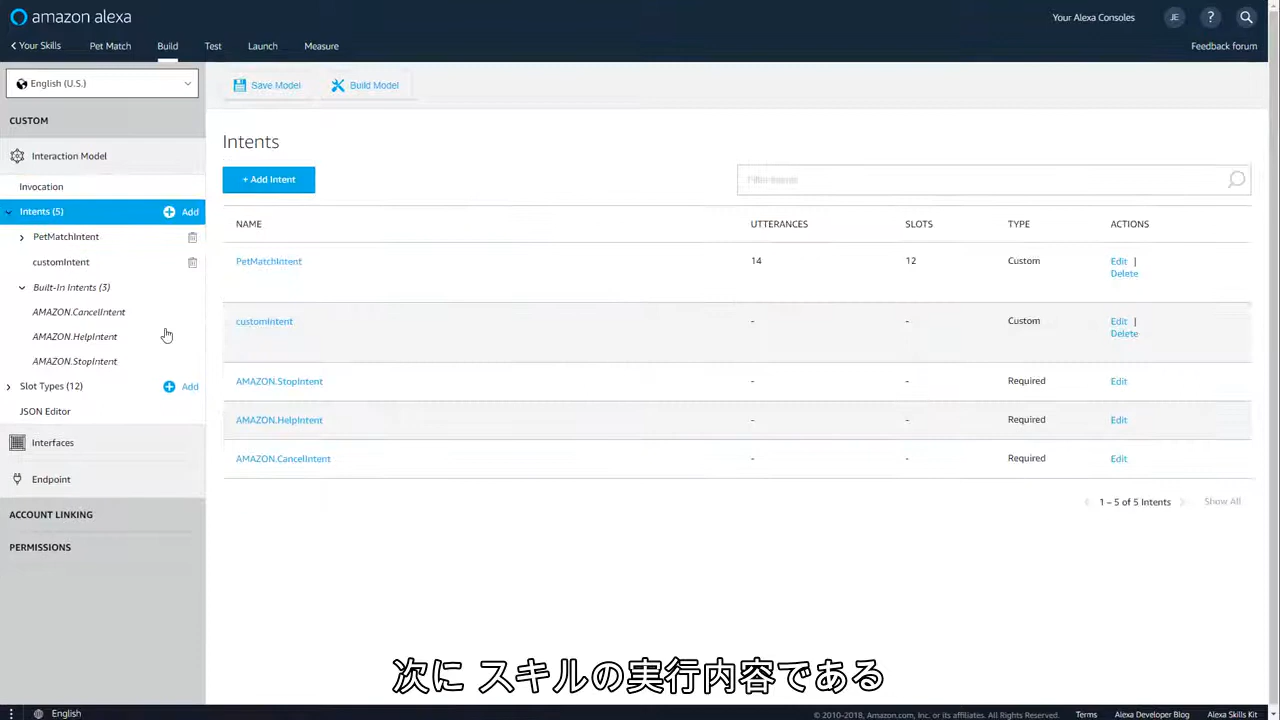 amazon alexa
Your Alexa Consoles
JE
?
Your Skills
Pet Match
Build
Test
Launch
Measure
Feedback forum
English (U.S.)
Save Model
Build Model
CUSTOM
Interaction Model
Invocation
Intents (5)
Add
PetMatchIntent
customIntent
Built-In Intents (3)
AMAZON.CancelIntent
AMAZON.HelpIntent
AMAZON.StopIntent
Slot Types (12)
Add
JSON Editor
Interfaces
Endpoint
ACCOUNT LINKING
PERMISSIONS
Intents
+ Add Intent
Filter Intents
NAME UTTERANCES SLOTS TYPE ACTIONS
PetMatchIntent 14 12 Custom Edit |
Delete
customIntent - - Custom Edit |
Delete
AMAZON.StopIntent - - Required Edit
AMAZON.HelpIntent - - Required Edit
AMAZON.CancelIntent - - Required Edit
1 – 5 of 5 Intents Show All
次に スキルの実行内容である
English
© 2010-2018, Amazon.com, Inc. or its affiliates. All Rights Reserved.
Terms
Alexa Developer Blog
Alexa Skills Kit